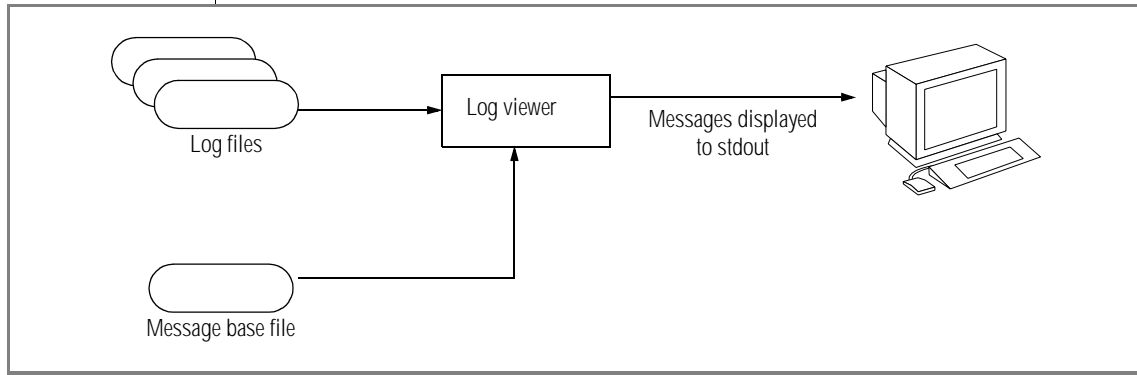 Log files
Log viewer
Messages displayed
to stdout
Message base file